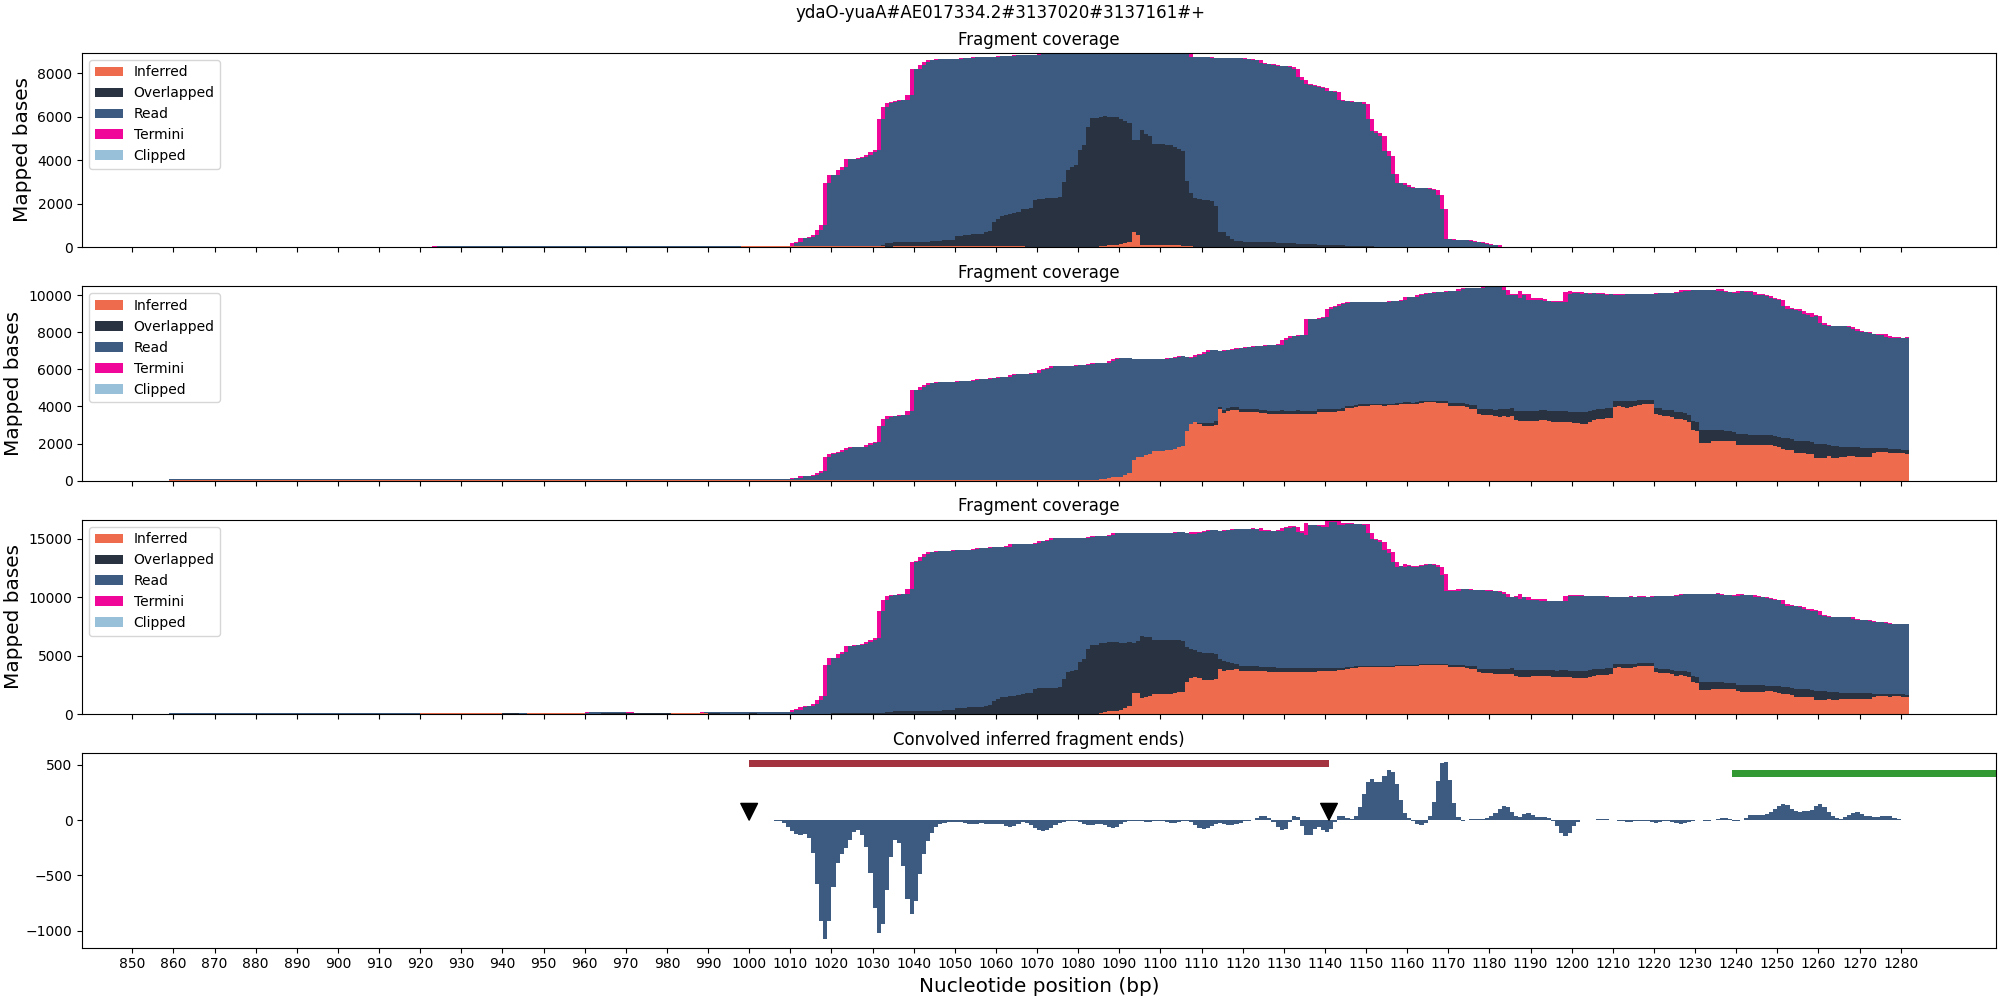 ydaO-yuaA#AE017334.2#3137020#3137161#+
Fragment coverage
Mapped bases
8000
6000
4000
2000
0
Inferred
Overlapped
Read
Termini
Clipped
Fragment coverage
Mapped bases
10000
8000
6000
4000
2000
0
Inferred
Overlapped
Read
Termini
Clipped
Fragment coverage
Mapped bases
15000
10000
5000
0
Inferred
Overlapped
Read
Termini
Clipped
Convolved inferred fragment ends)
500
0
−500
−1000
850 860 870 880 890 900 910 920 930 940 950 960 970 980 990 1000 1010 1020 1030 1040 1050 1060 1070 1080 1090 1100 1110 1120 1130 1140 1150 1160 1170 1180 1190 1200 1210 1220 1230 1240 1250 1260 1270 1280
Nucleotide position (bp)